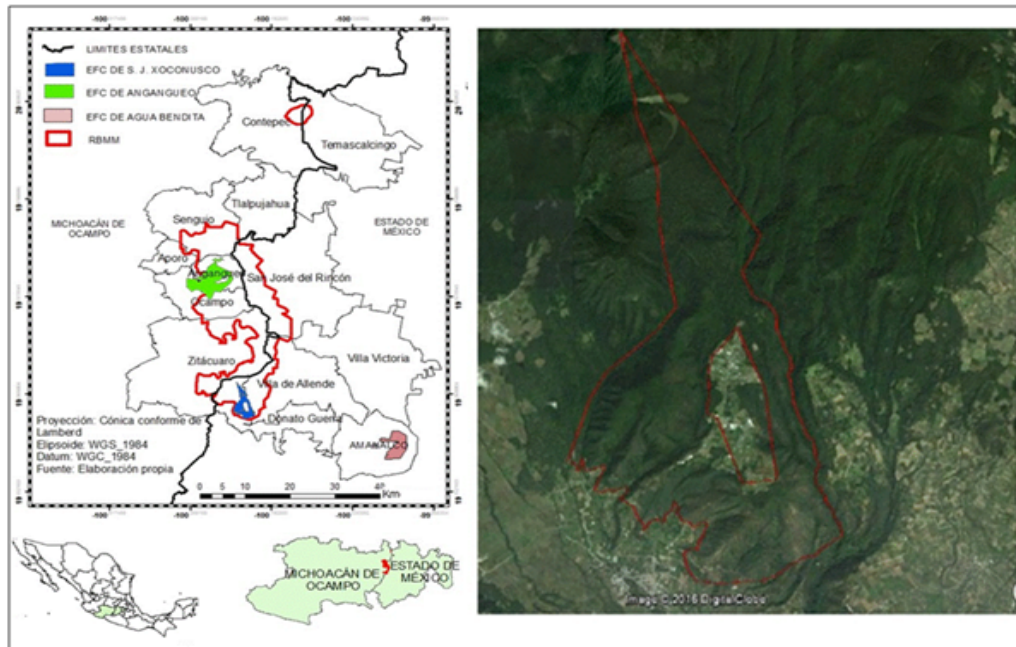 LIMITES ESTATALES
EFC DE S. J. XOCONUSCO
EFC DE ANGANGUEO
EFC DE AGUA BENDITA
RBMM
Contepec
Temascalcingo
Tlalpujahua
MICHOACÁN DE
OCAMPO
Senguio
ESTADO DE
MÉXICO
Aporo
San José del Rincón
Ocampo
Zitácuaro
Villa Victoria
Villa de Allende
Donato Guerra
Proyección: Cónica conforme de
Lamberd
Elipsoide: WGS_1984
Datum: WGC_1984
Fuente: Elaboración propia
0 5 10 20 30 40
Km
MICHOACÁN DE
OCAMPO
ESTADO DE
MÉXICO
Image © 2016 DigitalGlobe